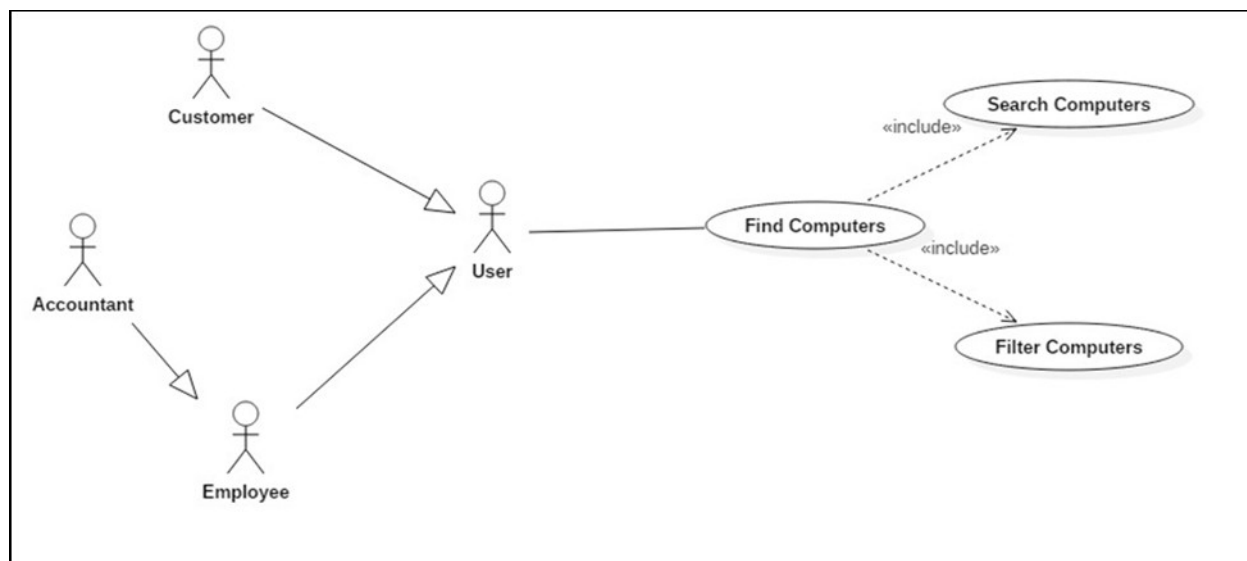 Customer
Search Computers
«include»
Accountant
User
Find Computers
«include»
Filter Computers
Employee